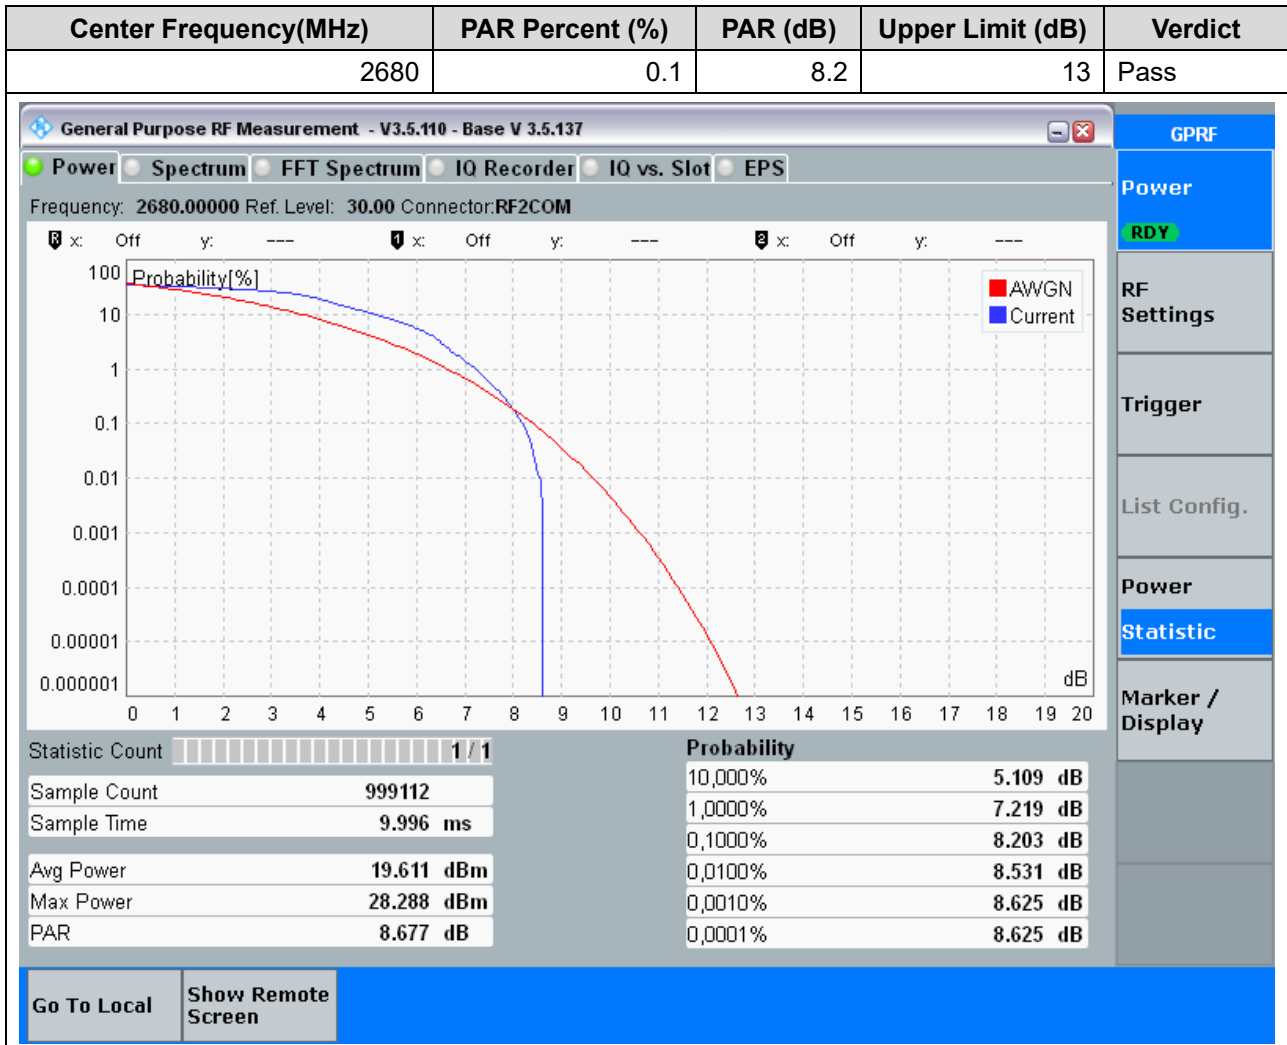 Center Frequency(MHz) PAR Percent (%) PAR (dB) Upper Limit (dB) Verdict
2680 0.1 8.2 13 Pass
General Purpose RF Measurement - V3.5.110 - Base V 3.5.137
GPRF
Power Spectrum FFT Spectrum IQ Recorder IQ vs. Slot EPS
Frequency: 2680.00000 Ref. Level: 30.00 Connector:RF2COM
R x: Off y: --- 1 x: Off y: --- 2 x: Off y: ---
Probability[%]
100
10
1
0.1
0.01
0.001
0.0001
0.00001
0.000001
AWGN
Current
dB
0 1 2 3 4 5 6 7 8 9 10 11 12 13 14 15 16 17 18 19 20
Statistic Count 1 / 1
Sample Count 999112
Sample Time 9.996 ms
Avg Power 19.611 dBm
Max Power 28.288 dBm
PAR 8.677 dB
Probability
10,000% 5.109 dB
1,0000% 7.219 dB
0,1000% 8.203 dB
0,0100% 8.531 dB
0,0010% 8.625 dB
0,0001% 8.625 dB
Power
RDY
RF
Settings
Trigger
List Config.
Power
Statistic
Marker /
Display
Go To Local
Show Remote
Screen